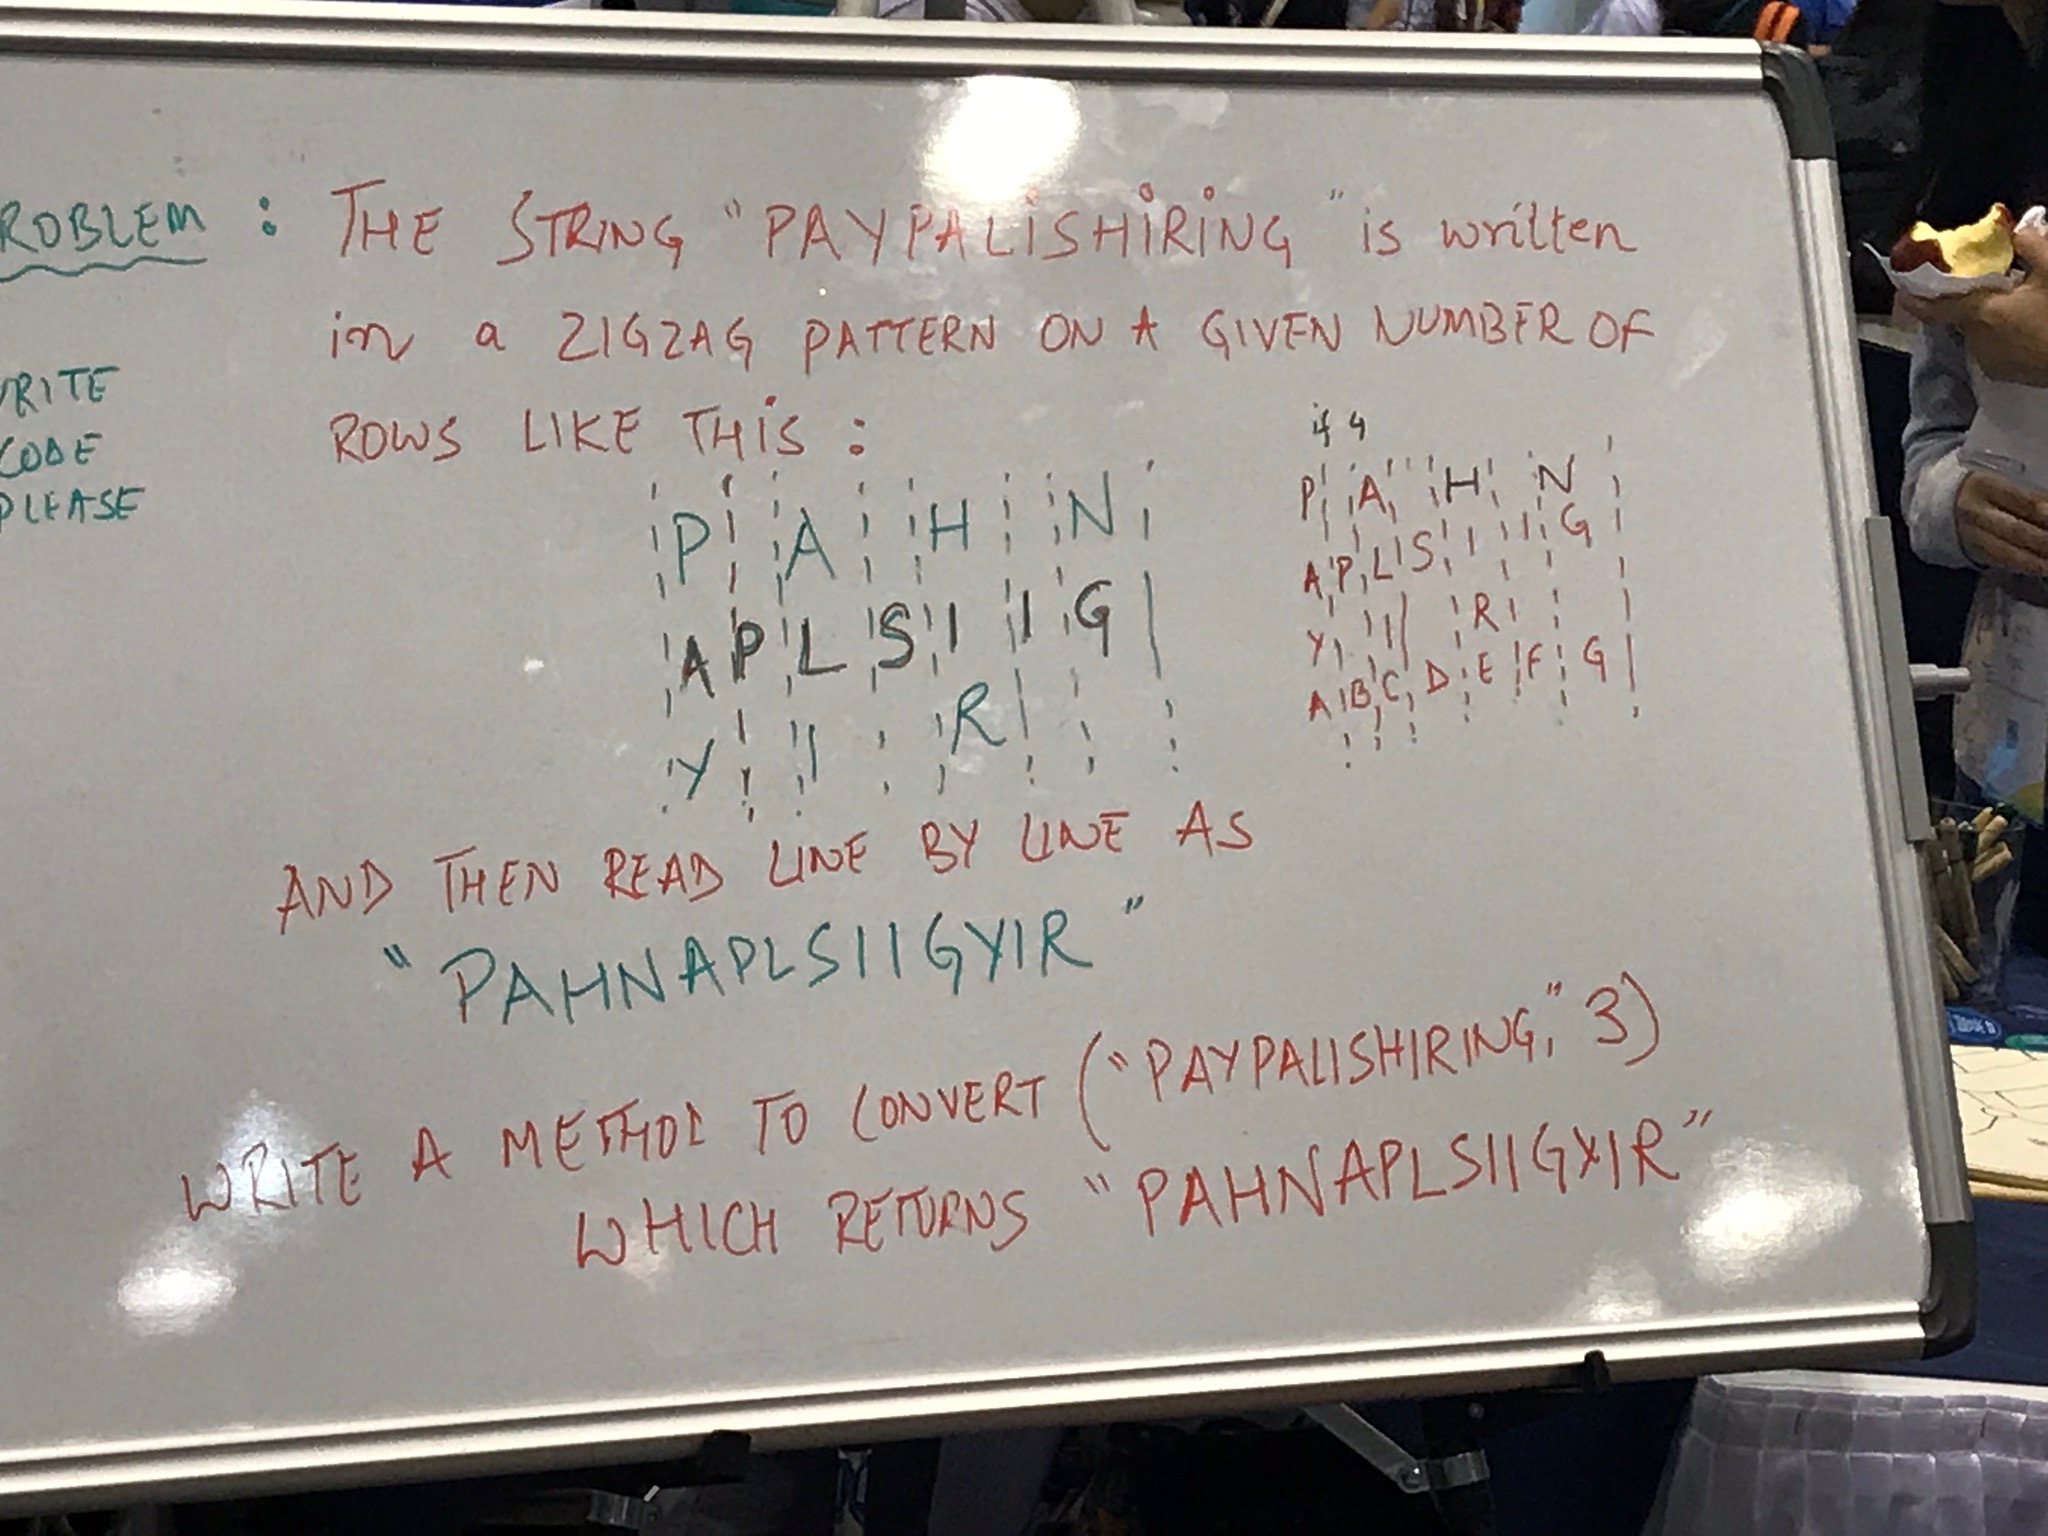 ROBLEM : THE STRING "PAYPALiSHiRiNG" is written
in a ZIGZAG PATTERN ON A GIVEN NUMBER OF
ROWS LIKE THiS :
RITE
CODE
PLEASE
P A H N
A P L S I I G
Y I R
if 4
P A H N
A P L S I I G
Y I R
A B C D E F G
AND THEN READ LINE BY LINE AS
"PAHNAPLSIIGYIR"
WRITE A METHOD TO CONVERT ("PAYPALISHIRING," 3)
WHICH RETURNS "PAHNAPLSIIGYIR"